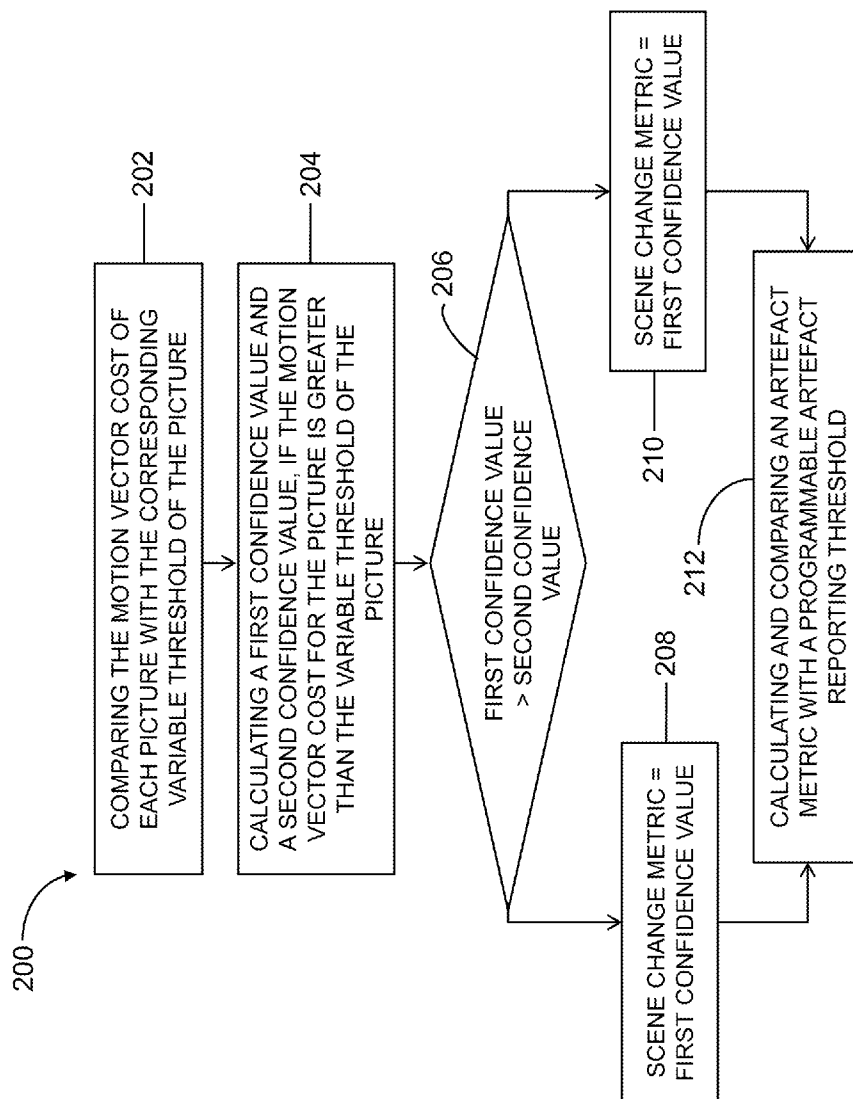 200
COMPARING THE MOTION VECTOR COST OF
EACH PICTURE WITH THE CORRESPONDING
VARIABLE THRESHOLD OF THE PICTURE
202
CALCULATING A FIRST CONFIDENCE VALUE AND
A SECOND CONFIDENCE VALUE, IF THE MOTION
VECTOR COST FOR THE PICTURE IS GREATER
THAN THE VARIABLE THRESHOLD OF THE
PICTURE
204
FIRST CONFIDENCE VALUE
> SECOND CONFIDENCE
VALUE
206
SCENE CHANGE METRIC =
FIRST CONFIDENCE VALUE
208
SCENE CHANGE METRIC =
FIRST CONFIDENCE VALUE
210
CALCULATING AND COMPARING AN ARTEFACT
METRIC WITH A PROGRAMMABLE ARTEFACT
REPORTING THRESHOLD
212